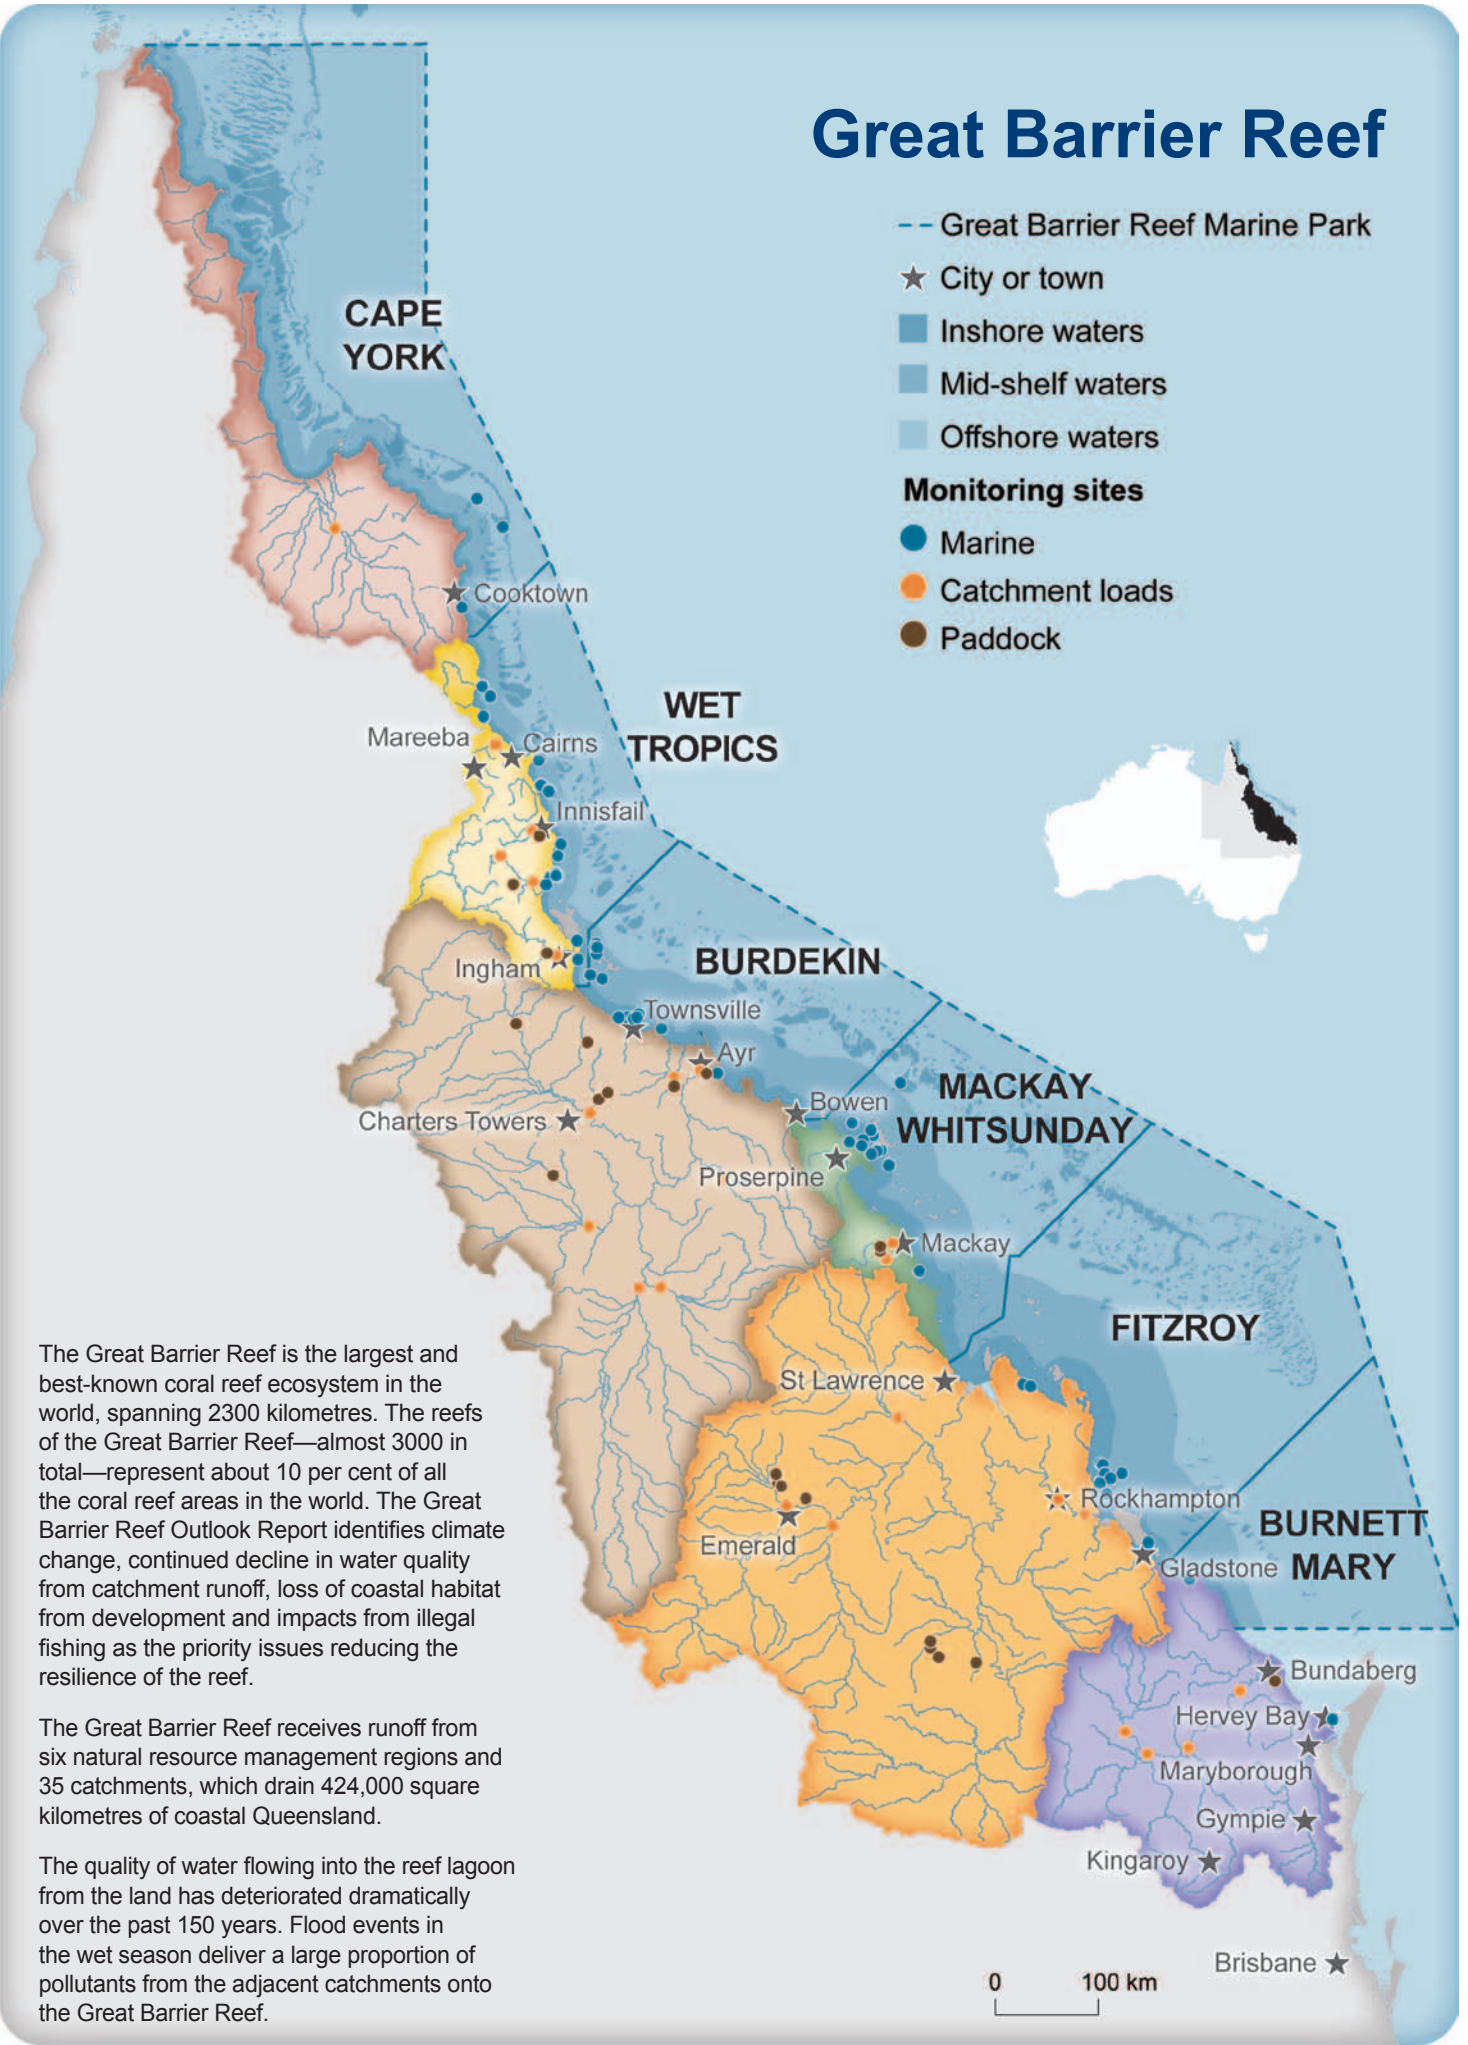 Great Barrier Reef
Great Barrier Reef Marine Park
City or town
Inshore waters
Mid-shelf waters
Offshore waters
Monitoring sites
Marine
Catchment loads
Paddock
CAPE
YORK
Cooktown
WET
TROPICS
Mareeba
Cairns
Innisfail
BURDEKIN
Ingham
Townsville
Ayr
MACKAY
WHITSUNDAY
Bowen
Charters Towers
Proserpine
Mackay
FITZROY
St Lawrence
Rockhampton
Emerald
BURNETT
MARY
Gladstone
Bundaberg
Hervey Bay
Maryborough
Gympie
Kingaroy
Brisbane
0 100 km
The Great Barrier Reef is the largest and
best-known coral reef ecosystem in the
world, spanning 2300 kilometres. The reefs
of the Great Barrier Reef—almost 3000 in
total—represent about 10 per cent of all
the coral reef areas in the world. The Great
Barrier Reef Outlook Report identifies climate
change, continued decline in water quality
from catchment runoff, loss of coastal habitat
from development and impacts from illegal
fishing as the priority issues reducing the
resilience of the reef.
The Great Barrier Reef receives runoff from
six natural resource management regions and
35 catchments, which drain 424,000 square
kilometres of coastal Queensland.
The quality of water flowing into the reef lagoon
from the land has deteriorated dramatically
over the past 150 years. Flood events in
the wet season deliver a large proportion of
pollutants from the adjacent catchments onto
the Great Barrier Reef.